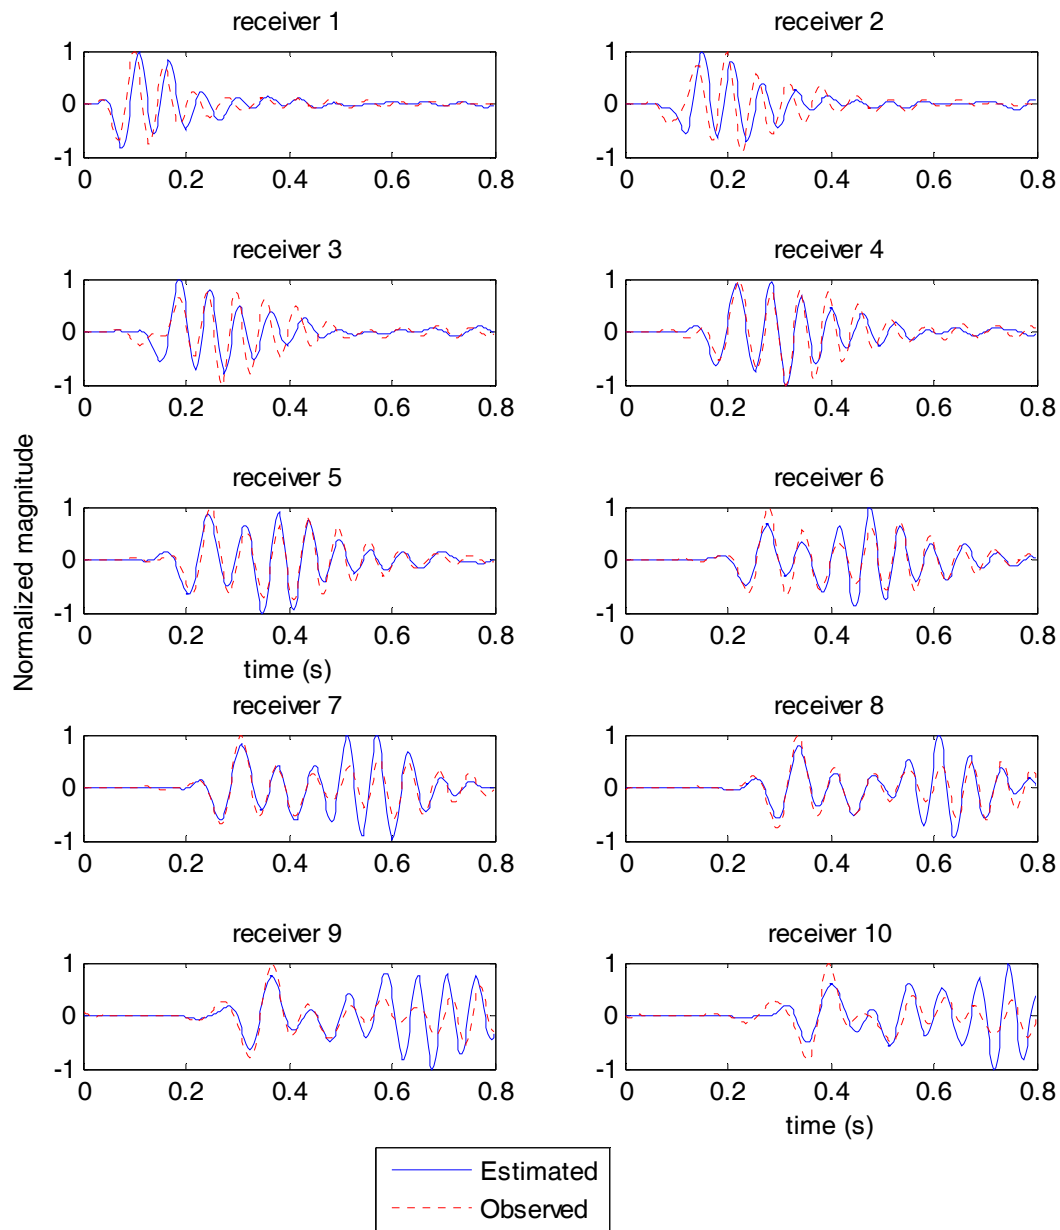 receiver 1
receiver 2
1
0
-1
0 0.2 0.4 0.6 0.8
1
0
-1
0 0.2 0.4 0.6 0.8
receiver 3
receiver 4
1
0
-1
0 0.2 0.4 0.6 0.8
1
0
-1
0 0.2 0.4 0.6 0.8
Normalized magnitude
receiver 5
receiver 6
1
0
-1
0 0.2 0.4 0.6 0.8
time (s)
1
0
-1
0 0.2 0.4 0.6 0.8
receiver 7
receiver 8
1
0
-1
0 0.2 0.4 0.6 0.8
1
0
-1
0 0.2 0.4 0.6 0.8
receiver 9
receiver 10
1
0
-1
0 0.2 0.4 0.6 0.8
1
0
-1
0 0.2 0.4 0.6 0.8
time (s)
Estimated
Observed